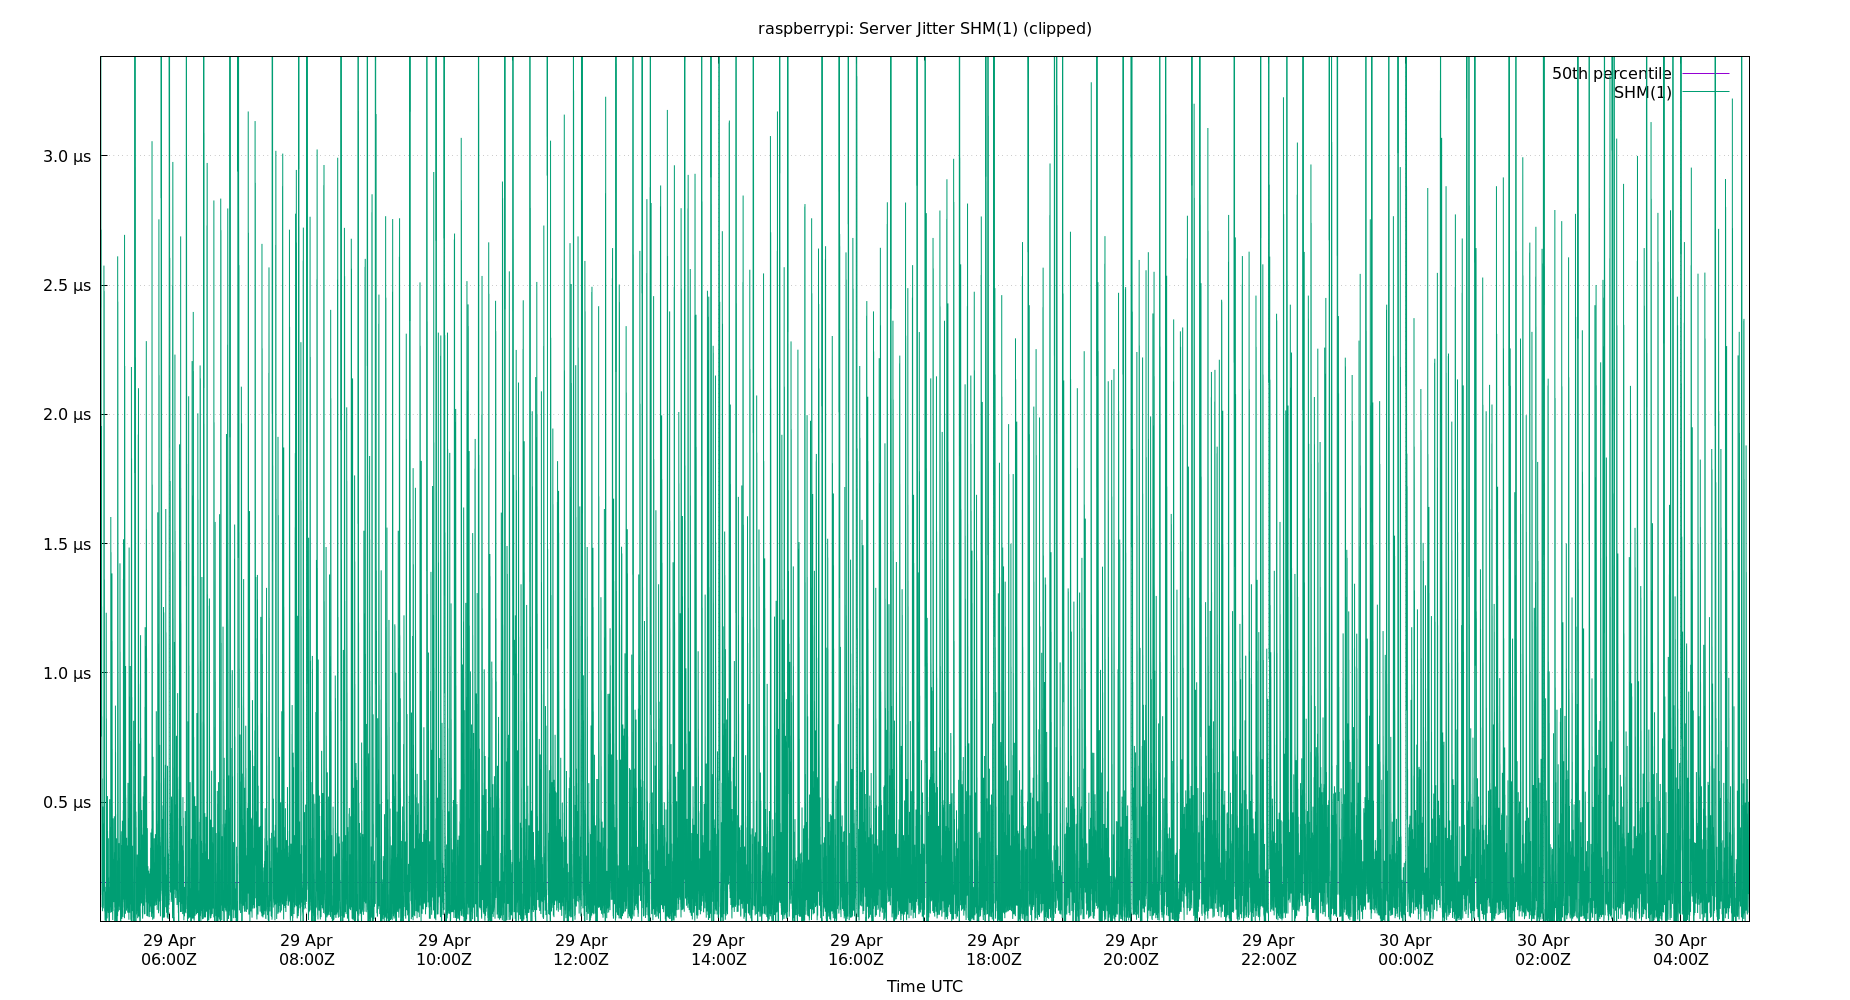 raspberrypi: Server Jitter SHM(1) (clipped)
50th percentile
SHM(1)
3.0 µs
2.5 µs
2.0 µs
1.5 µs
1.0 µs
0.5 µs
29 Apr 29 Apr 29 Apr 29 Apr 29 Apr 29 Apr 29 Apr 29 Apr 29 Apr 30 Apr 30 Apr 30 Apr
06:00Z 08:00Z 10:00Z 12:00Z 14:00Z 16:00Z 18:00Z 20:00Z 22:00Z 00:00Z 02:00Z 04:00Z
Time UTC